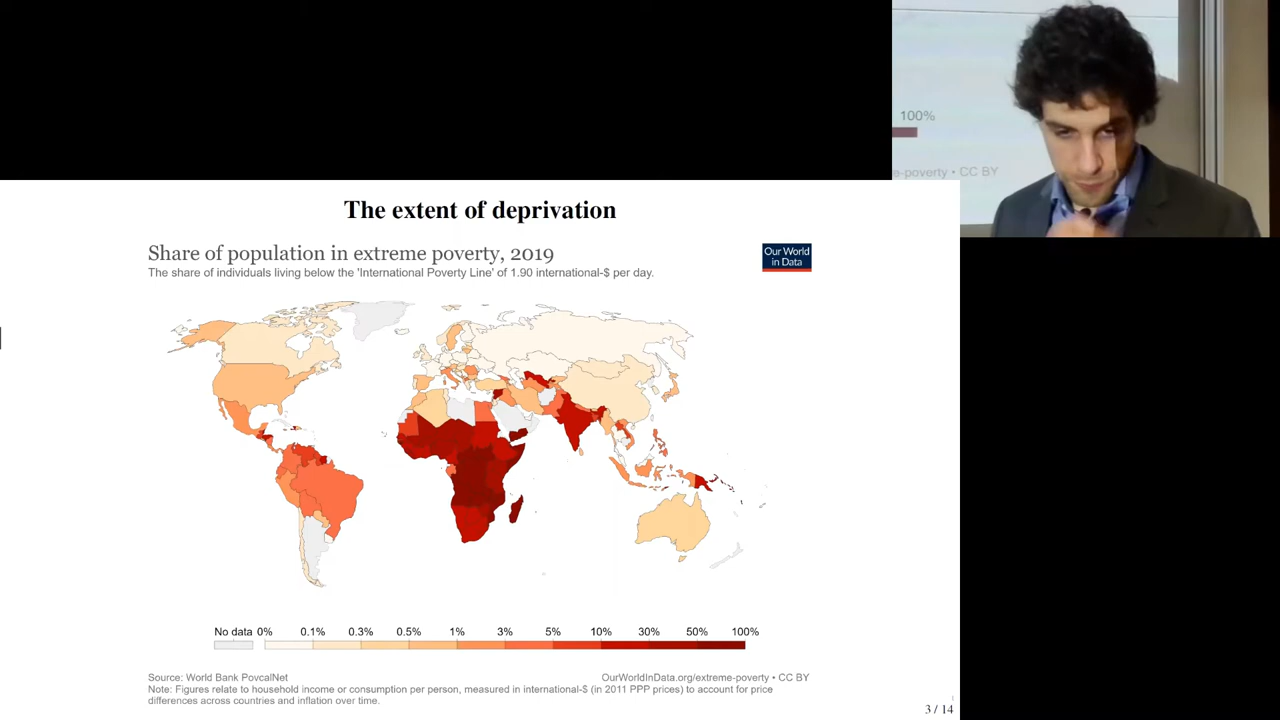 100%
e-poverty • CC BY
The extent of deprivation
Share of population in extreme poverty, 2019
The share of individuals living below the 'International Poverty Line' of 1.90 international-$ per day.
Our World
in Data
No data 0% 0.1% 0.3% 0.5% 1% 3% 5% 10% 30% 50% 100%
Source: World Bank PovcalNet
OurWorldInData.org/extreme-poverty • CC BY
Note: Figures relate to household income or consumption per person, measured in international-$ (in 2011 PPP prices) to account for price
differences across countries and inflation over time.
3 / 14